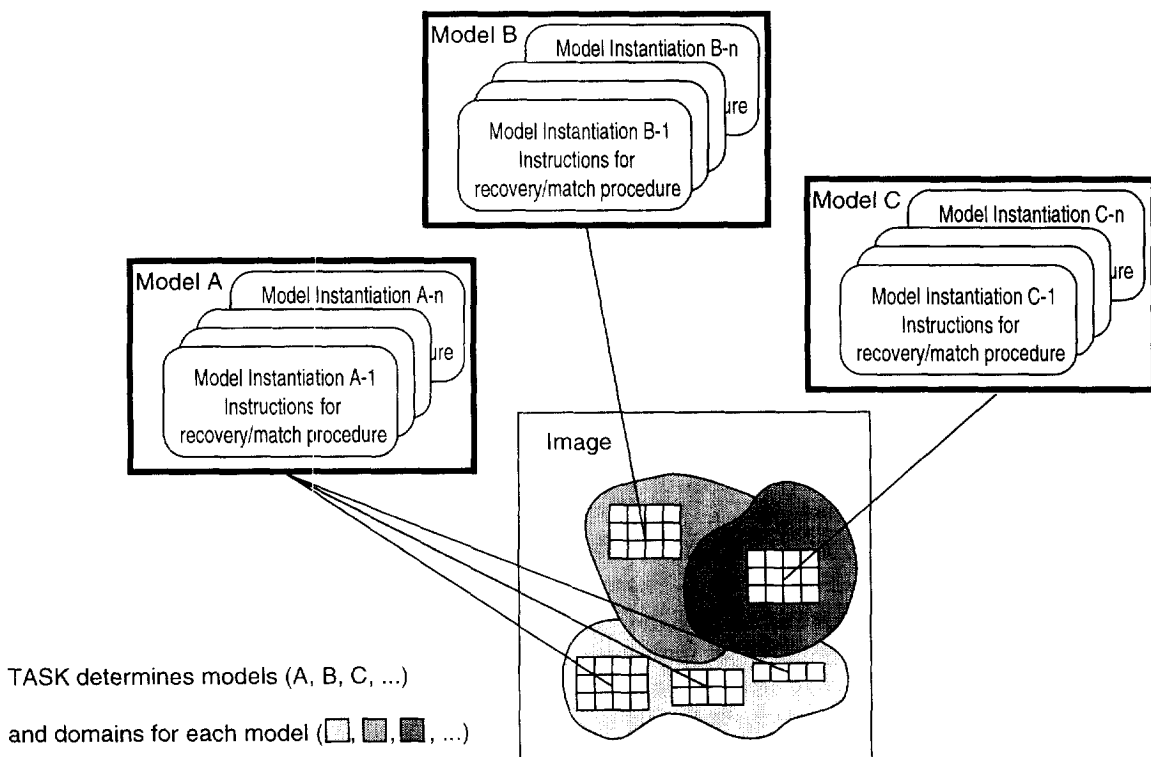 Model B
Model Instantiation B-n
ure
Model Instantiation B-1
Instructions for
recovery/match procedure
Model C
Model Instantiation C-n
ure
Model Instantiation C-1
Instructions for
recovery/match procedure
Model A
Model Instantiation A-n
ure
Model Instantiation A-1
Instructions for
recovery/match procedure
Image
TASK determines models (A, B, C, ...)
and domains for each model ( , , , ...)